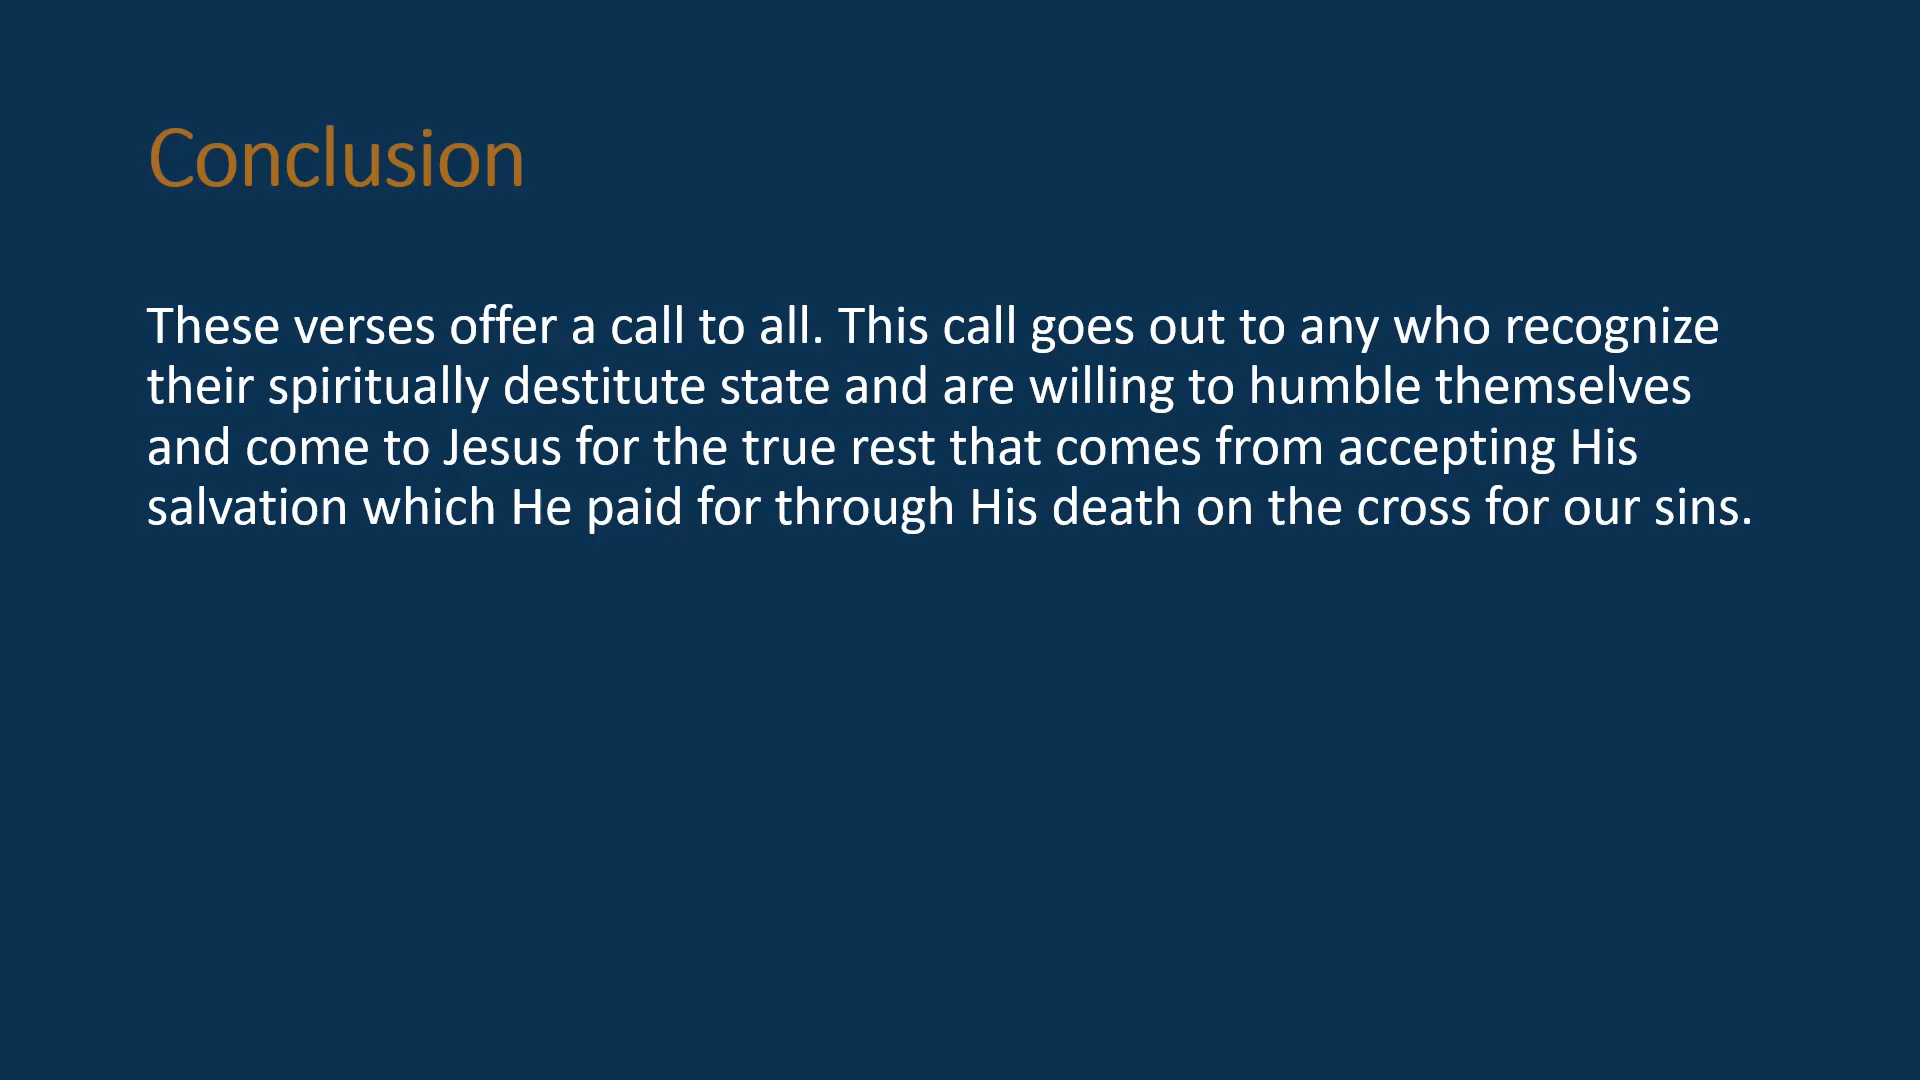 Conclusion
These verses offer a call to all. This call goes out to any who recognize
their spiritually destitute state and are willing to humble themselves
and come to Jesus for the true rest that comes from accepting His
salvation which He paid for through His death on the cross for our sins.